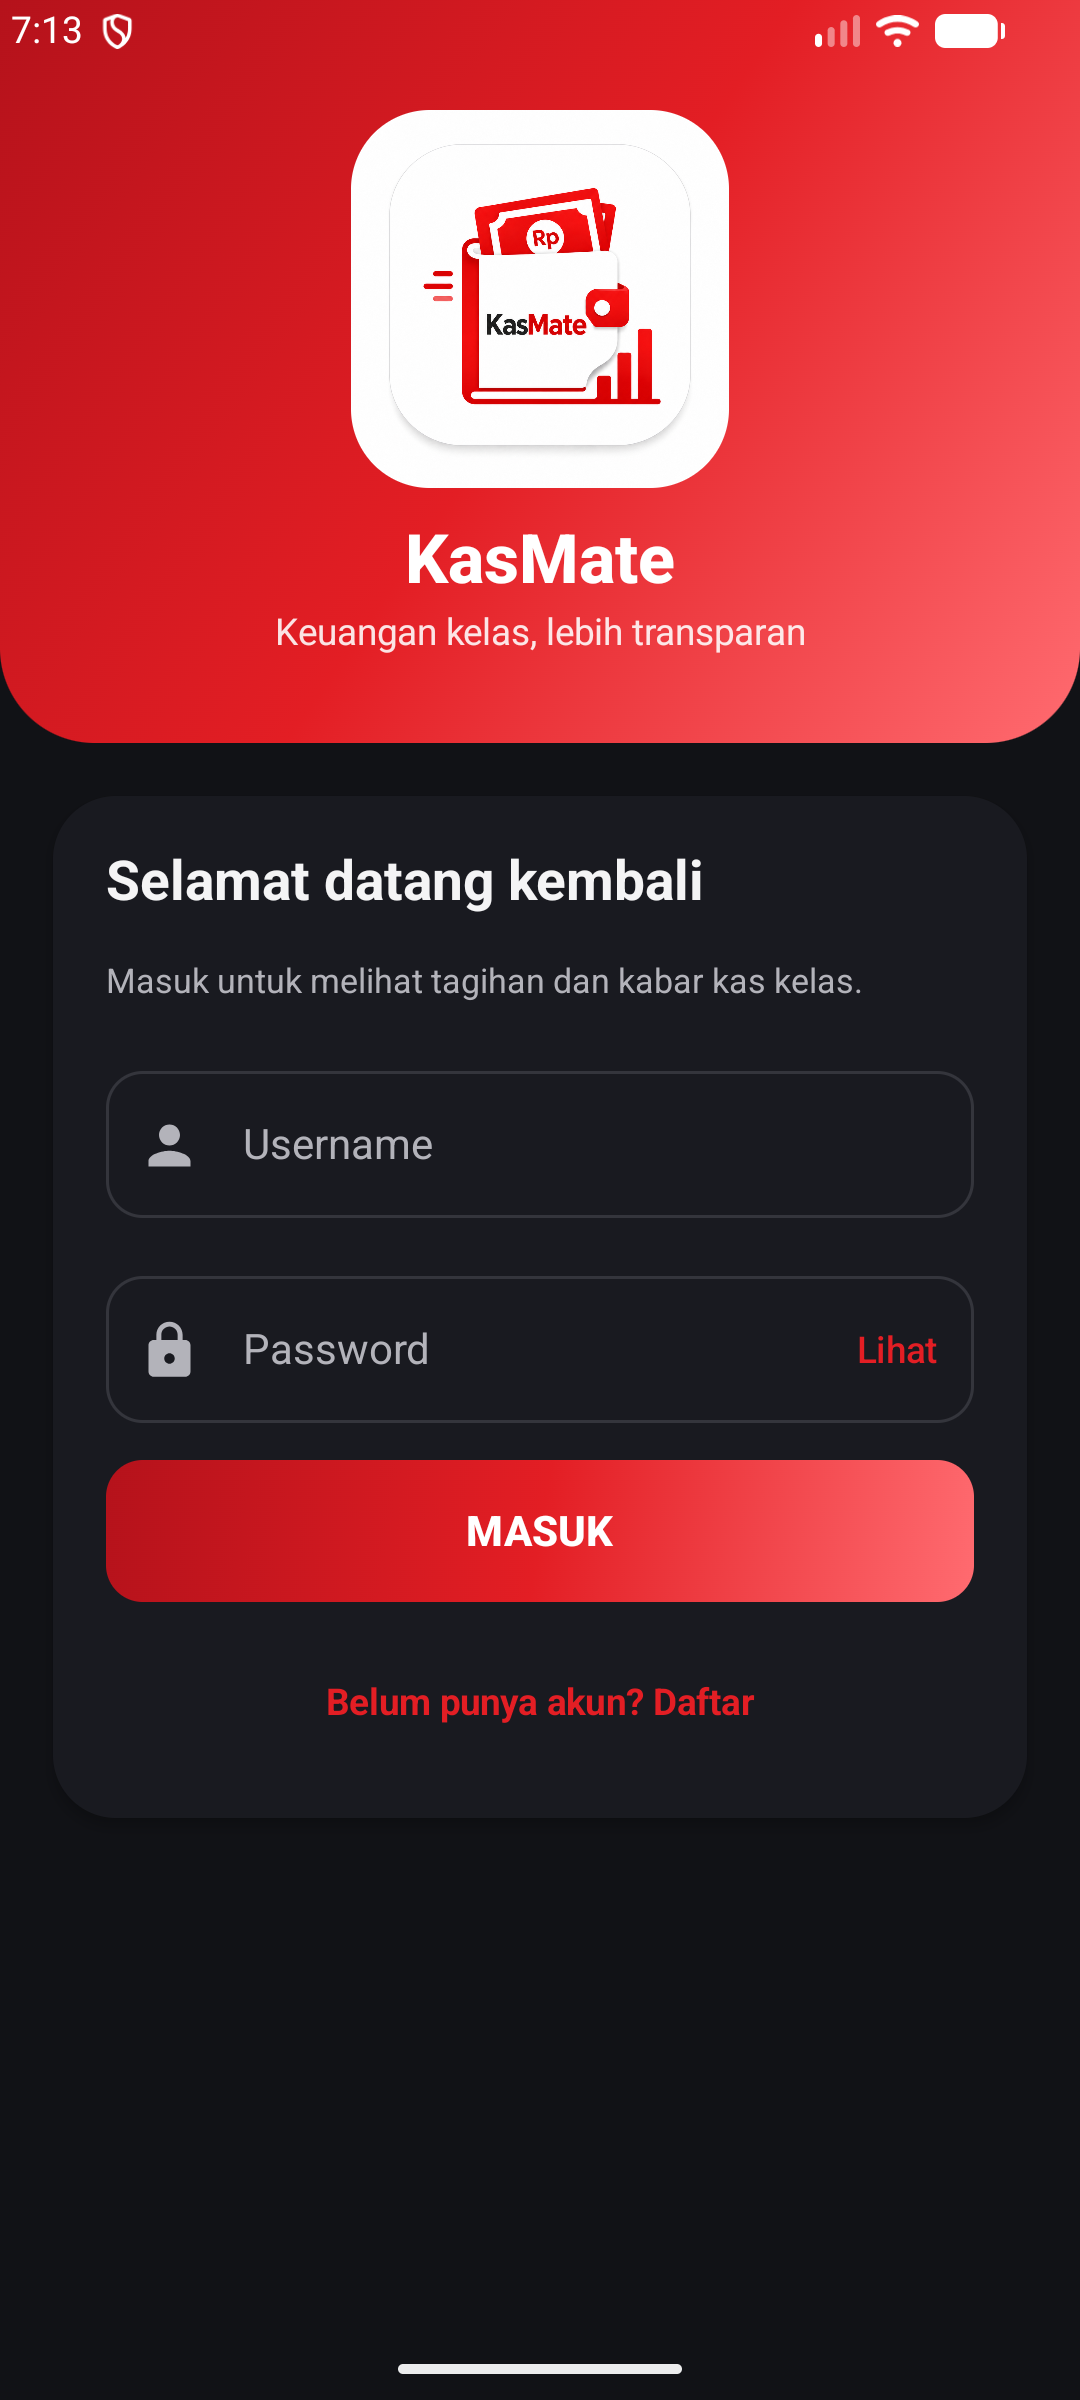 7:13
Rp
KasMate
KasMate
Keuangan kelas, lebih transparan
Selamat datang kembali
Masuk untuk melihat tagihan dan kabar kas kelas.
Username
Password
Lihat
MASUK
Belum punya akun? Daftar